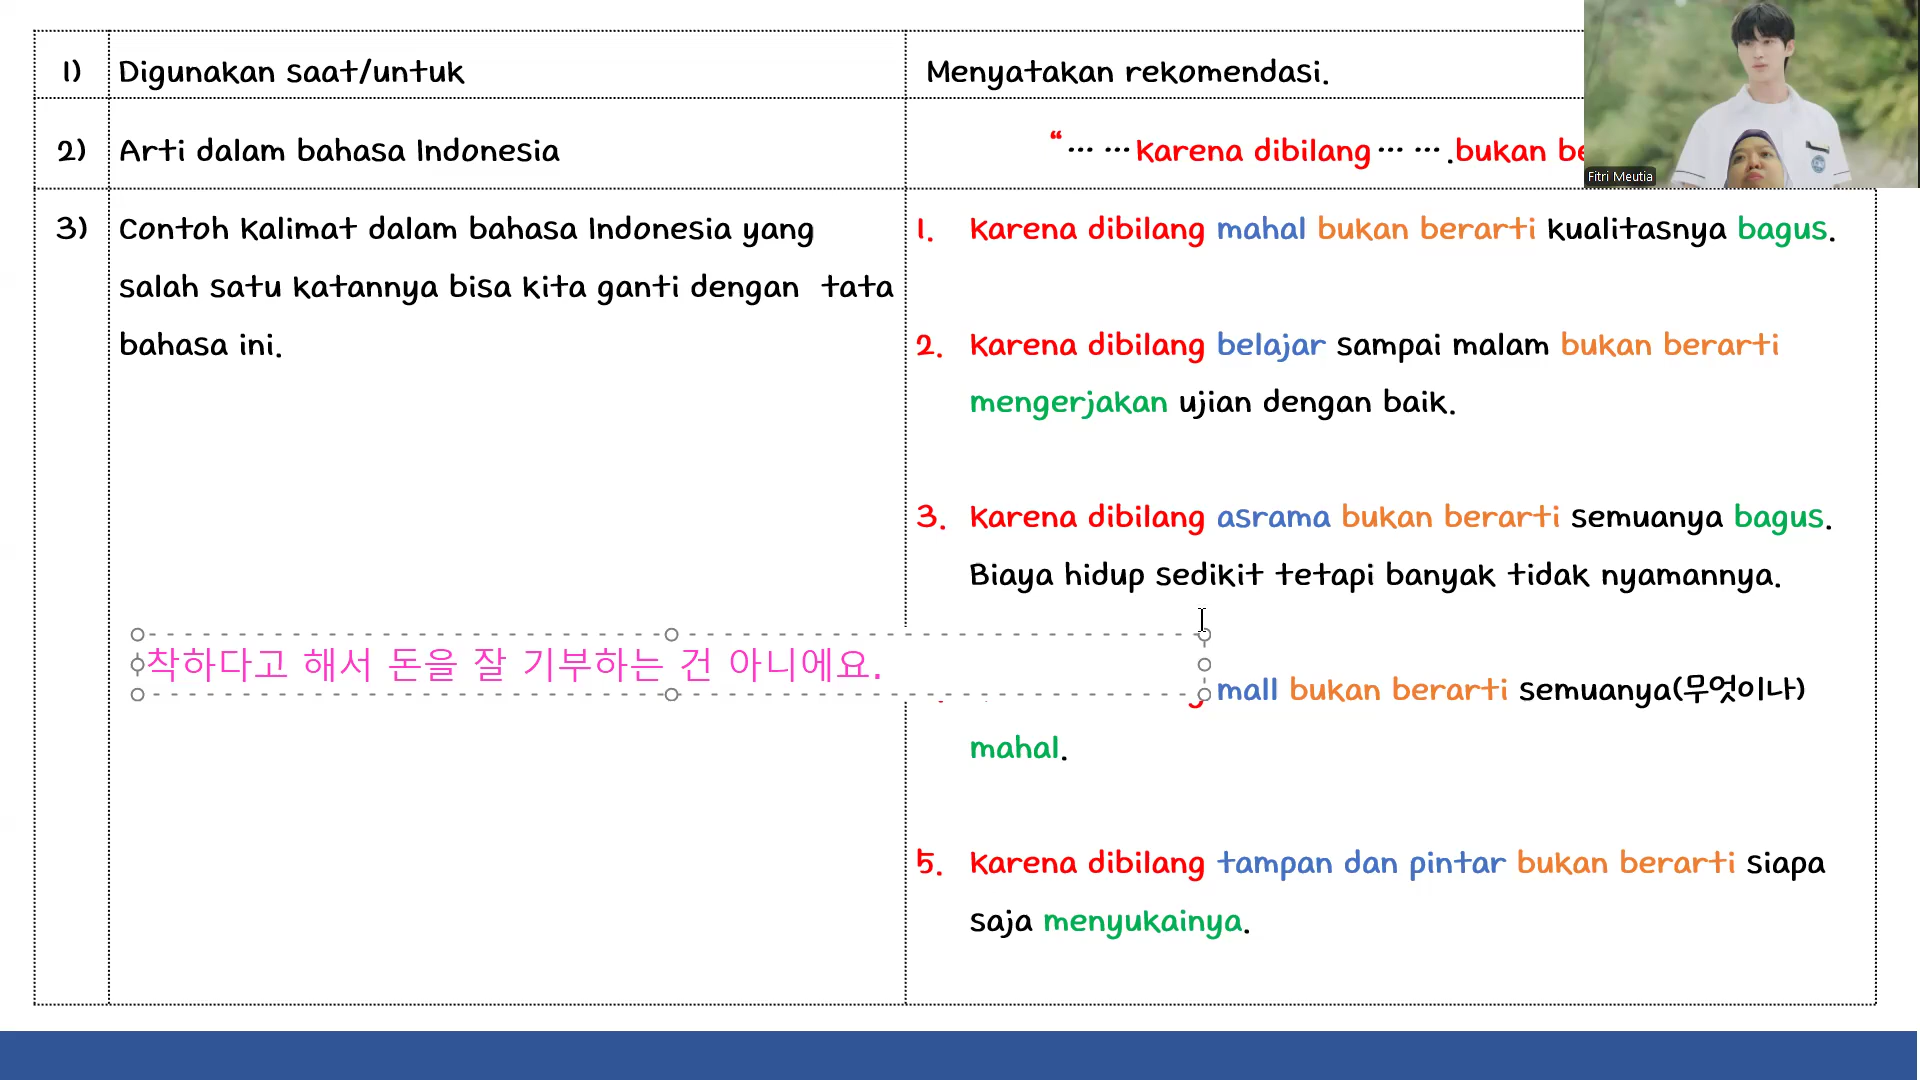 1) Digunakan saat/untuk Menyatakan rekomendasi.
2) Arti dalam bahasa Indonesia "... ...Karena dibilang... ....bukan be
Fitri Meutia
3) Contoh Kalimat dalam bahasa Indonesia yang
salah satu katannya bisa kita ganti dengan tata
bahasa ini.
1. Karena dibilang mahal bukan berarti kualitasnya bagus.
2. Karena dibilang belajar sampai malam bukan berarti
mengerjakan ujian dengan baik.
3. Karena dibilang asrama bukan berarti semuanya bagus.
Biaya hidup sedikit tetapi banyak tidak nyamannya.
착하다고 해서 돈을 잘 기부하는 건 아니에요.
mall bukan berarti semuanya(무엇이나)
mahal.
5. Karena dibilang tampan dan pintar bukan berarti siapa
saja menyukainya.